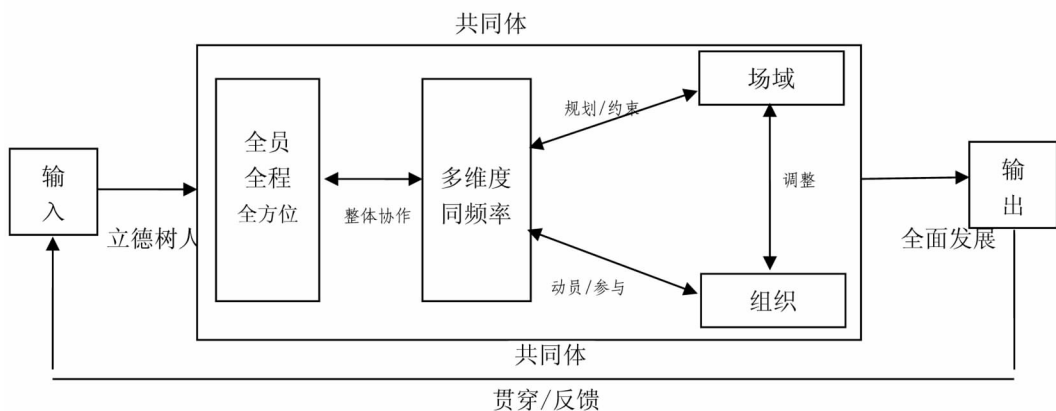 共同体
场域
规划/约束
全员
全程
全方位
输
入
多维度
同频率
整体协作
调整
输
出
立德树人
全面发展
动员/参与
组织
共同体
贯穿/反馈